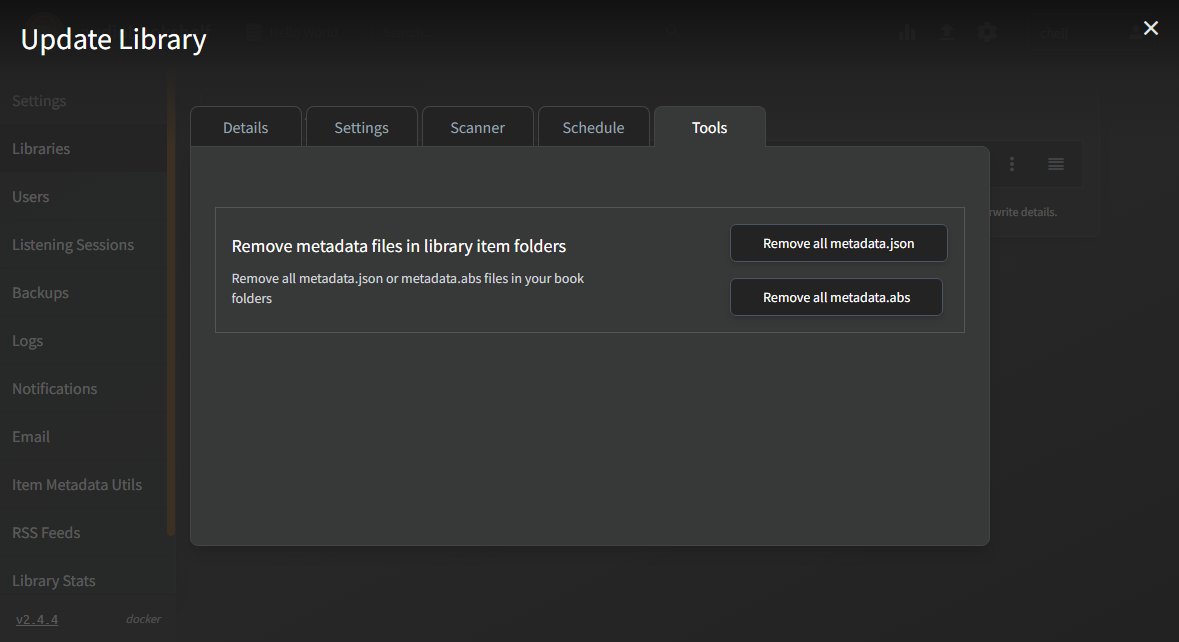 Update Library
Hello World
Search...
chelf
Settings
Libraries
Users
Listening Sessions
Backups
Logs
Notifications
Email
Item Metadata Utils
RSS Feeds
Library Stats
v2.4.4 docker
Details Settings Scanner Schedule Tools
rwrite details.
Remove metadata files in library item folders
Remove all metadata.json or metadata.abs files in your book
folders
Remove all metadata.json
Remove all metadata.abs